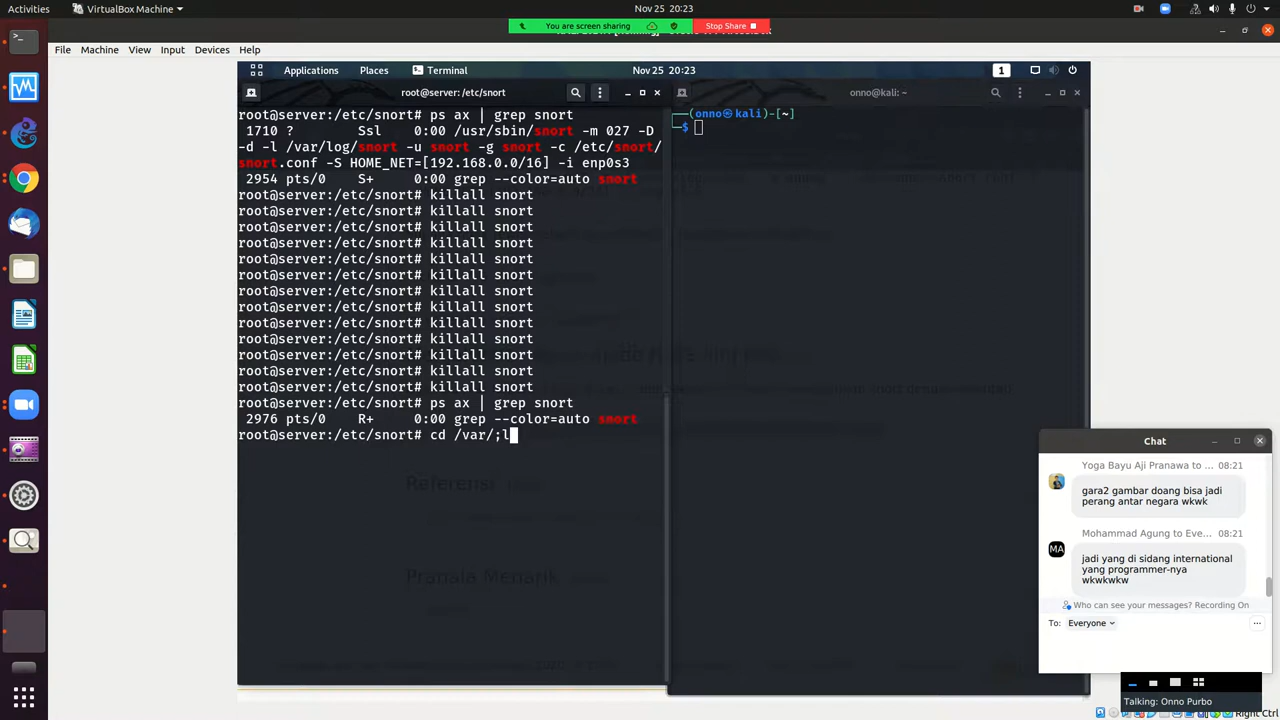 Activities
VirtualBox Machine
Nov 25 20:23
You are screen sharing
Stop Share
File Machine View Input Devices Help
Applications Places Terminal
Nov 25 20:23
1
root@server: /etc/snort
onno@kali: ~
root@server:/etc/snort# ps ax | grep snort
1710 ? Ssl 0:00 /usr/sbin/snort -m 027 -D
-d -l /var/log/snort -u snort -g snort -c /etc/snort/
snort.conf -S HOME_NET=[192.168.0.0/16] -i enp0s3
2954 pts/0 S+ 0:00 grep --color=auto snort
root@server:/etc/snort# killall snort
root@server:/etc/snort# killall snort
root@server:/etc/snort# killall snort
root@server:/etc/snort# killall snort
root@server:/etc/snort# killall snort
root@server:/etc/snort# killall snort
root@server:/etc/snort# killall snort
root@server:/etc/snort# killall snort
root@server:/etc/snort# killall snort
root@server:/etc/snort# killall snort
root@server:/etc/snort# killall snort
root@server:/etc/snort# killall snort
root@server:/etc/snort# killall snort
root@server:/etc/snort# ps ax | grep snort
2976 pts/0 R+ 0:00 grep --color=auto snort
root@server:/etc/snort# cd /var/;l
(onno㉿kali)-[~]
$
Referensi
Pranala Menarik
Chat
Yoga Bayu Aji Pranawa to ... 08:21
gara2 gambar doang bisa jadi
perang antar negara wkwk
Mohammad Agung to Eve... 08:21
MA
jadi yang di sidang international
yang programmer-nya
wkwkwkw
Who can see your messages? Recording On
To: Everyone
Talking: Onno Purbo
Right Ctrl